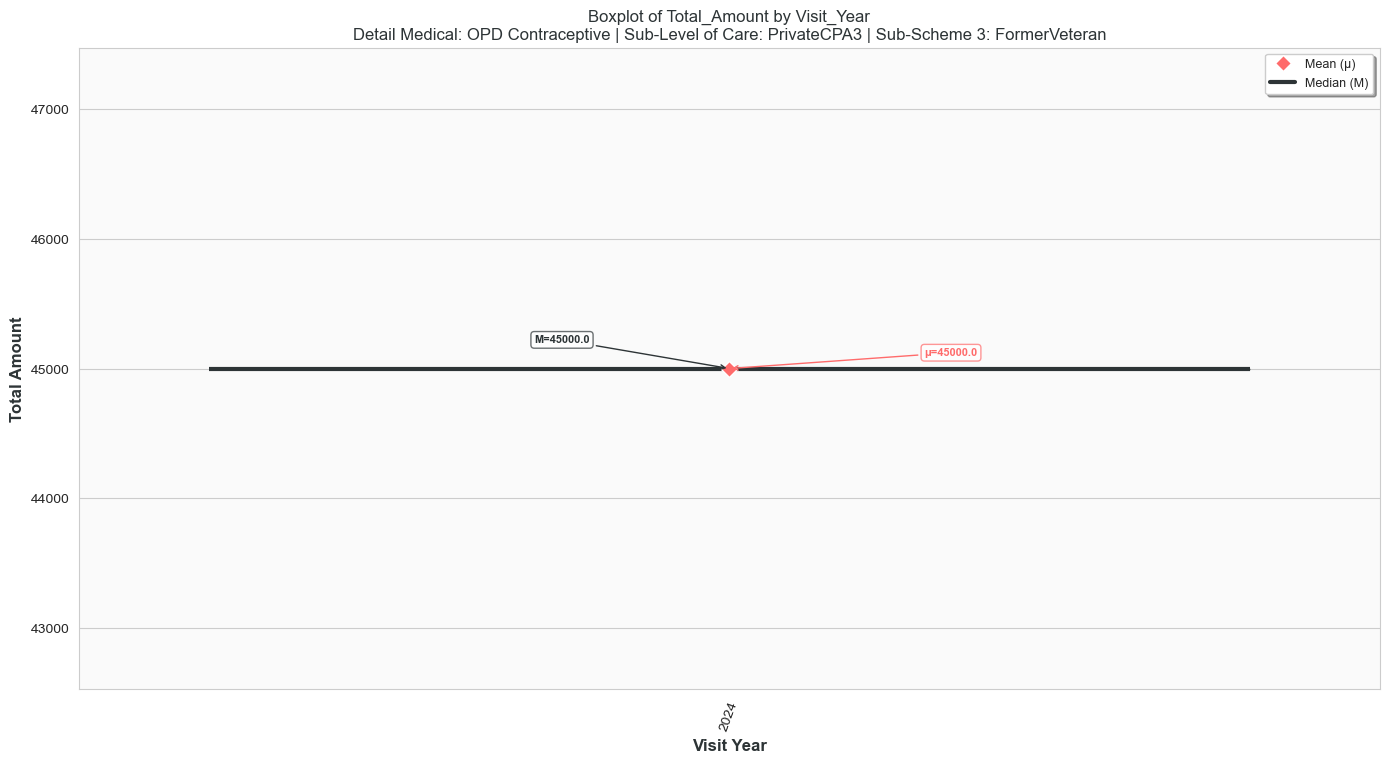 Boxplot of Total_Amount by Visit_Year
Detail Medical: OPD Contraceptive | Sub-Level of Care: PrivateCPA3 | Sub-Scheme 3: FormerVeteran
Mean (μ)
Median (M)
47000
46000
45000
44000
43000
Total Amount
M=45000.0
μ=45000.0
2024
Visit Year